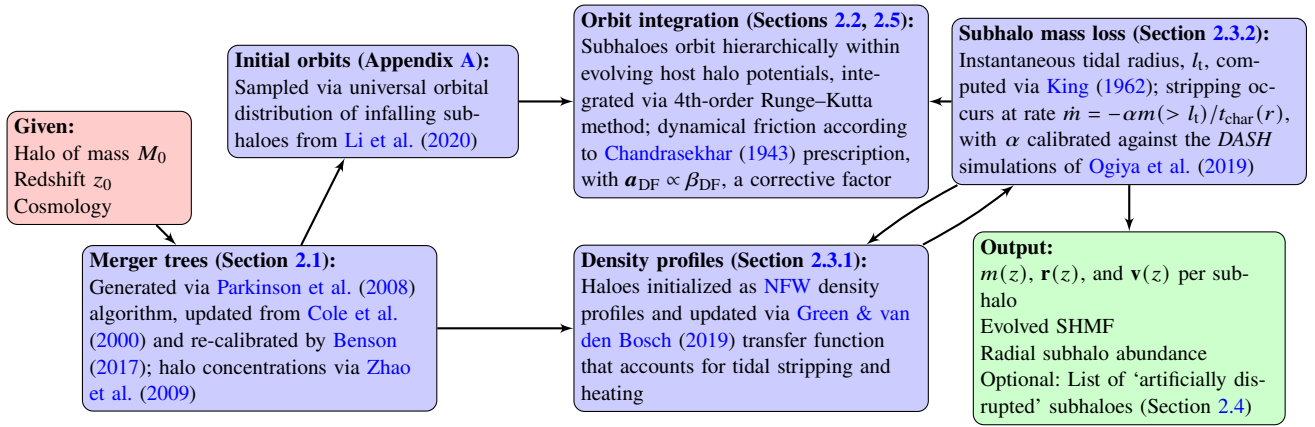 Given:
Halo of mass M₀
Redshift z₀
Cosmology
Merger trees (Section 2.1):
Generated via Parkinson et al. (2008)
algorithm, updated from Cole et al.
(2000) and re-calibrated by Benson
(2017); halo concentrations via Zhao
et al. (2009)
Initial orbits (Appendix A):
Sampled via universal orbital
distribution of infalling sub-
haloes from Li et al. (2020)
Orbit integration (Sections 2.2, 2.5):
Subhaloes orbit hierarchically within
evolving host halo potentials, inte-
grated via 4th-order Runge–Kutta
method; dynamical friction according
to Chandrasekhar (1943) prescription,
with a_DF ∝ β_DF, a corrective factor
Density profiles (Section 2.3.1):
Haloes initialized as NFW density
profiles and updated via Green & van
den Bosch (2019) transfer function
that accounts for tidal stripping and
heating
Subhalo mass loss (Section 2.3.2):
Instantaneous tidal radius, l_t, com-
puted via King (1962); stripping oc-
curs at rate ṁ = −αm(> l_t)/t_char(r),
with α calibrated against the DASH
simulations of Ogiya et al. (2019)
Output:
m(z), r(z), and v(z) per sub-
halo
Evolved SHMF
Radial subhalo abundance
Optional: List of ‘artificially dis-
rupted’ subhaloes (Section 2.4)